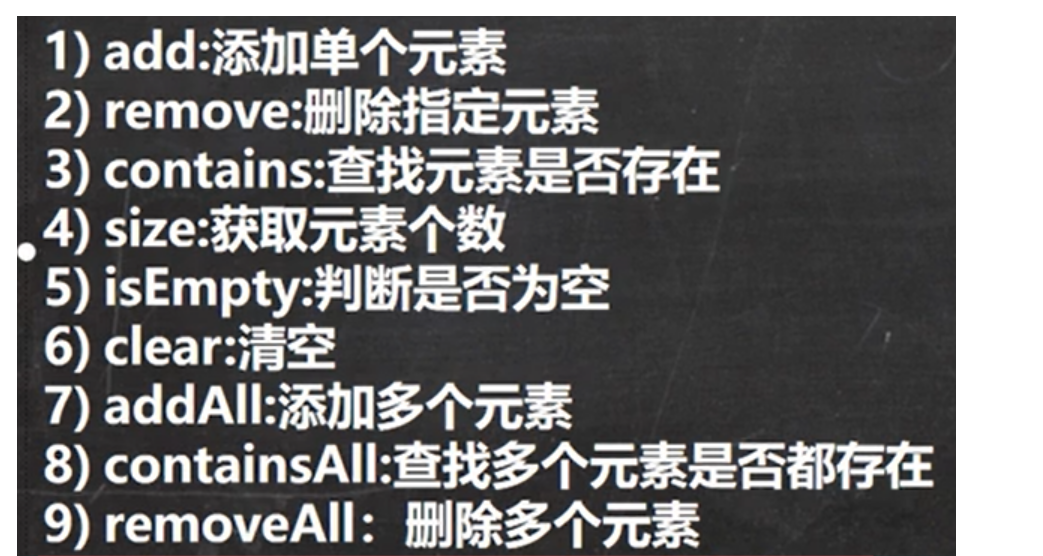 1) add:添加单个元素
2) remove:删除指定元素
3) contains:查找元素是否存在
4) size:获取元素个数
5) isEmpty:判断是否为空
6) clear:清空
7) addAll:添加多个元素
8) containsAll:查找多个元素是否都存在
9) removeAll：删除多个元素